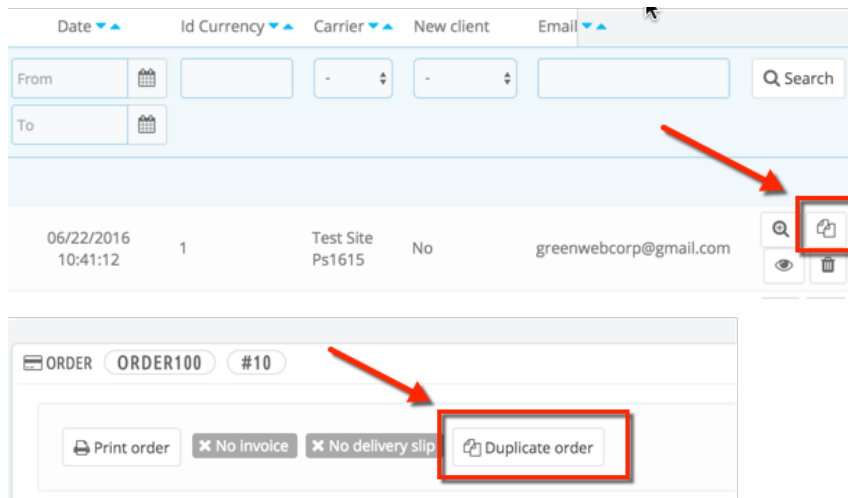 Date Id Currency Carrier New client Email
From - - Search
To
06/22/2016
10:41:12
1
Test Site
Ps1615
No
greenwebcorp@gmail.com
ORDER ORDER100 #10
Print order No invoice No delivery slip Duplicate order